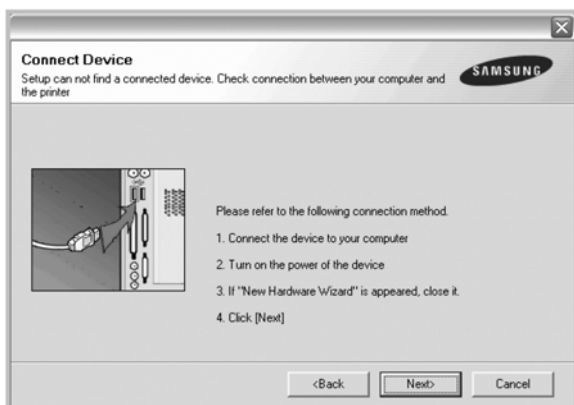 Connect Device
Setup can not find a connected device. Check connection between your computer and
the printer
SAMSUNG
Please refer to the following connection method.
1. Connect the device to your computer
2. Turn on the power of the device
3. If "New Hardware Wizard" is appeared, close it.
4. Click [Next]
<Back
Next>
Cancel